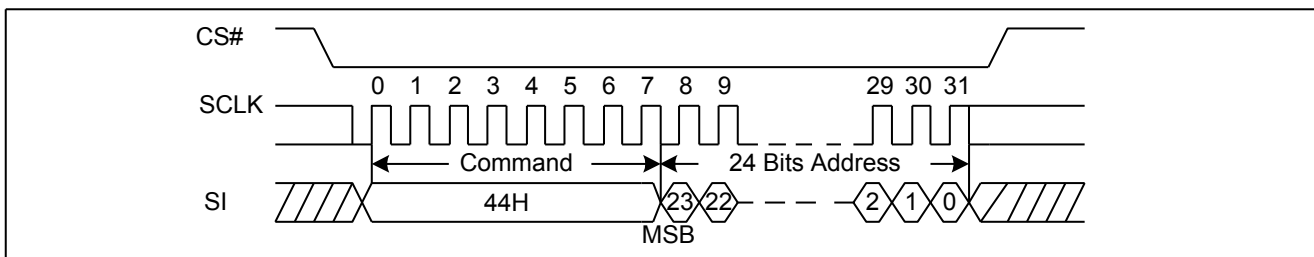 CS#
0 1 2 3 4 5 6 7 8 9 29 30 31
SCLK
Command 24 Bits Address
SI 44H 23 22 2 1 0
MSB